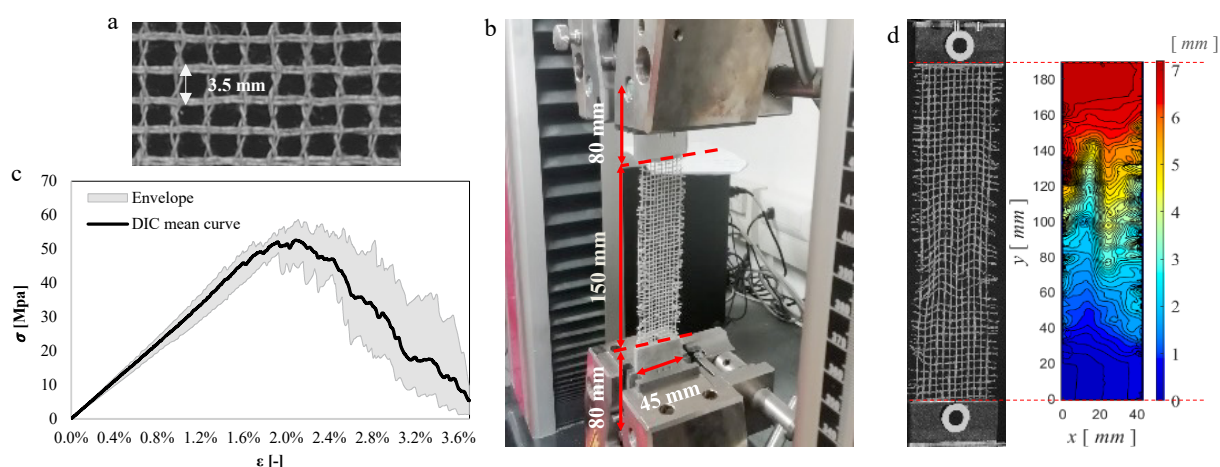 a
3.5 mm
b
80 mm
150 mm
80 mm
45 mm
c
70
60
50
40
30
20
10
0
σ [Mpa]
Envelope
DIC mean curve
0.0% 0.4% 0.8% 1.2% 1.6% 2.0% 2.4% 2.8% 3.2% 3.6%
ε [-]
d
[ mm ]
180
160
140
120
100
80
60
40
20
0
y [ mm ]
0 20 40
x [ mm ]
7
6
5
4
3
2
1
0